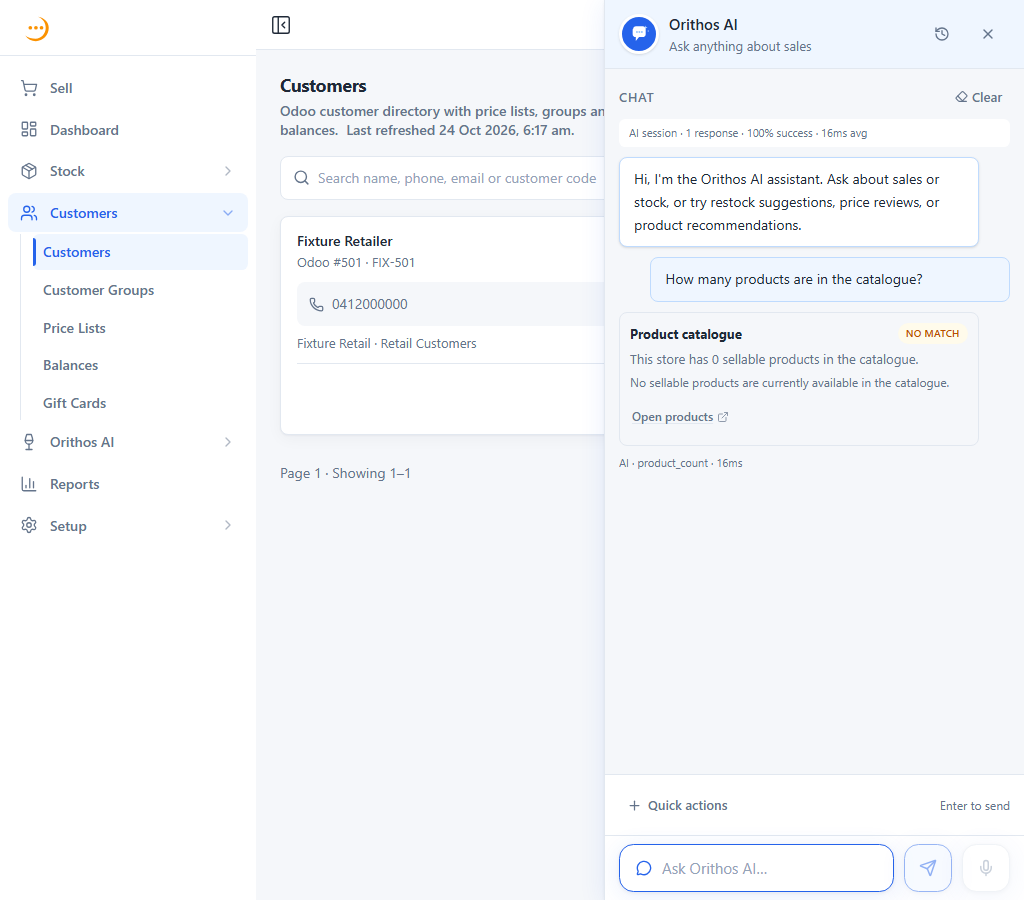 Sell
Dashboard
Stock
Customers
Customers
Customer Groups
Price Lists
Balances
Gift Cards
Orithos AI
Reports
Setup
Customers
Odoo customer directory with price lists, groups an
balances. Last refreshed 24 Oct 2026, 6:17 am.
Search name, phone, email or customer code
Fixture Retailer
Odoo #501 · FIX-501
0412000000
Fixture Retail · Retail Customers
Page 1 · Showing 1–1
Orithos AI
Ask anything about sales
CHAT
Clear
AI session · 1 response · 100% success · 16ms avg
Hi, I'm the Orithos AI assistant. Ask about sales or
stock, or try restock suggestions, price reviews, or
product recommendations.
How many products are in the catalogue?
Product catalogue
NO MATCH
This store has 0 sellable products in the catalogue.
No sellable products are currently available in the catalogue.
Open products
AI · product_count · 16ms
Quick actions
Enter to send
Ask Orithos AI...